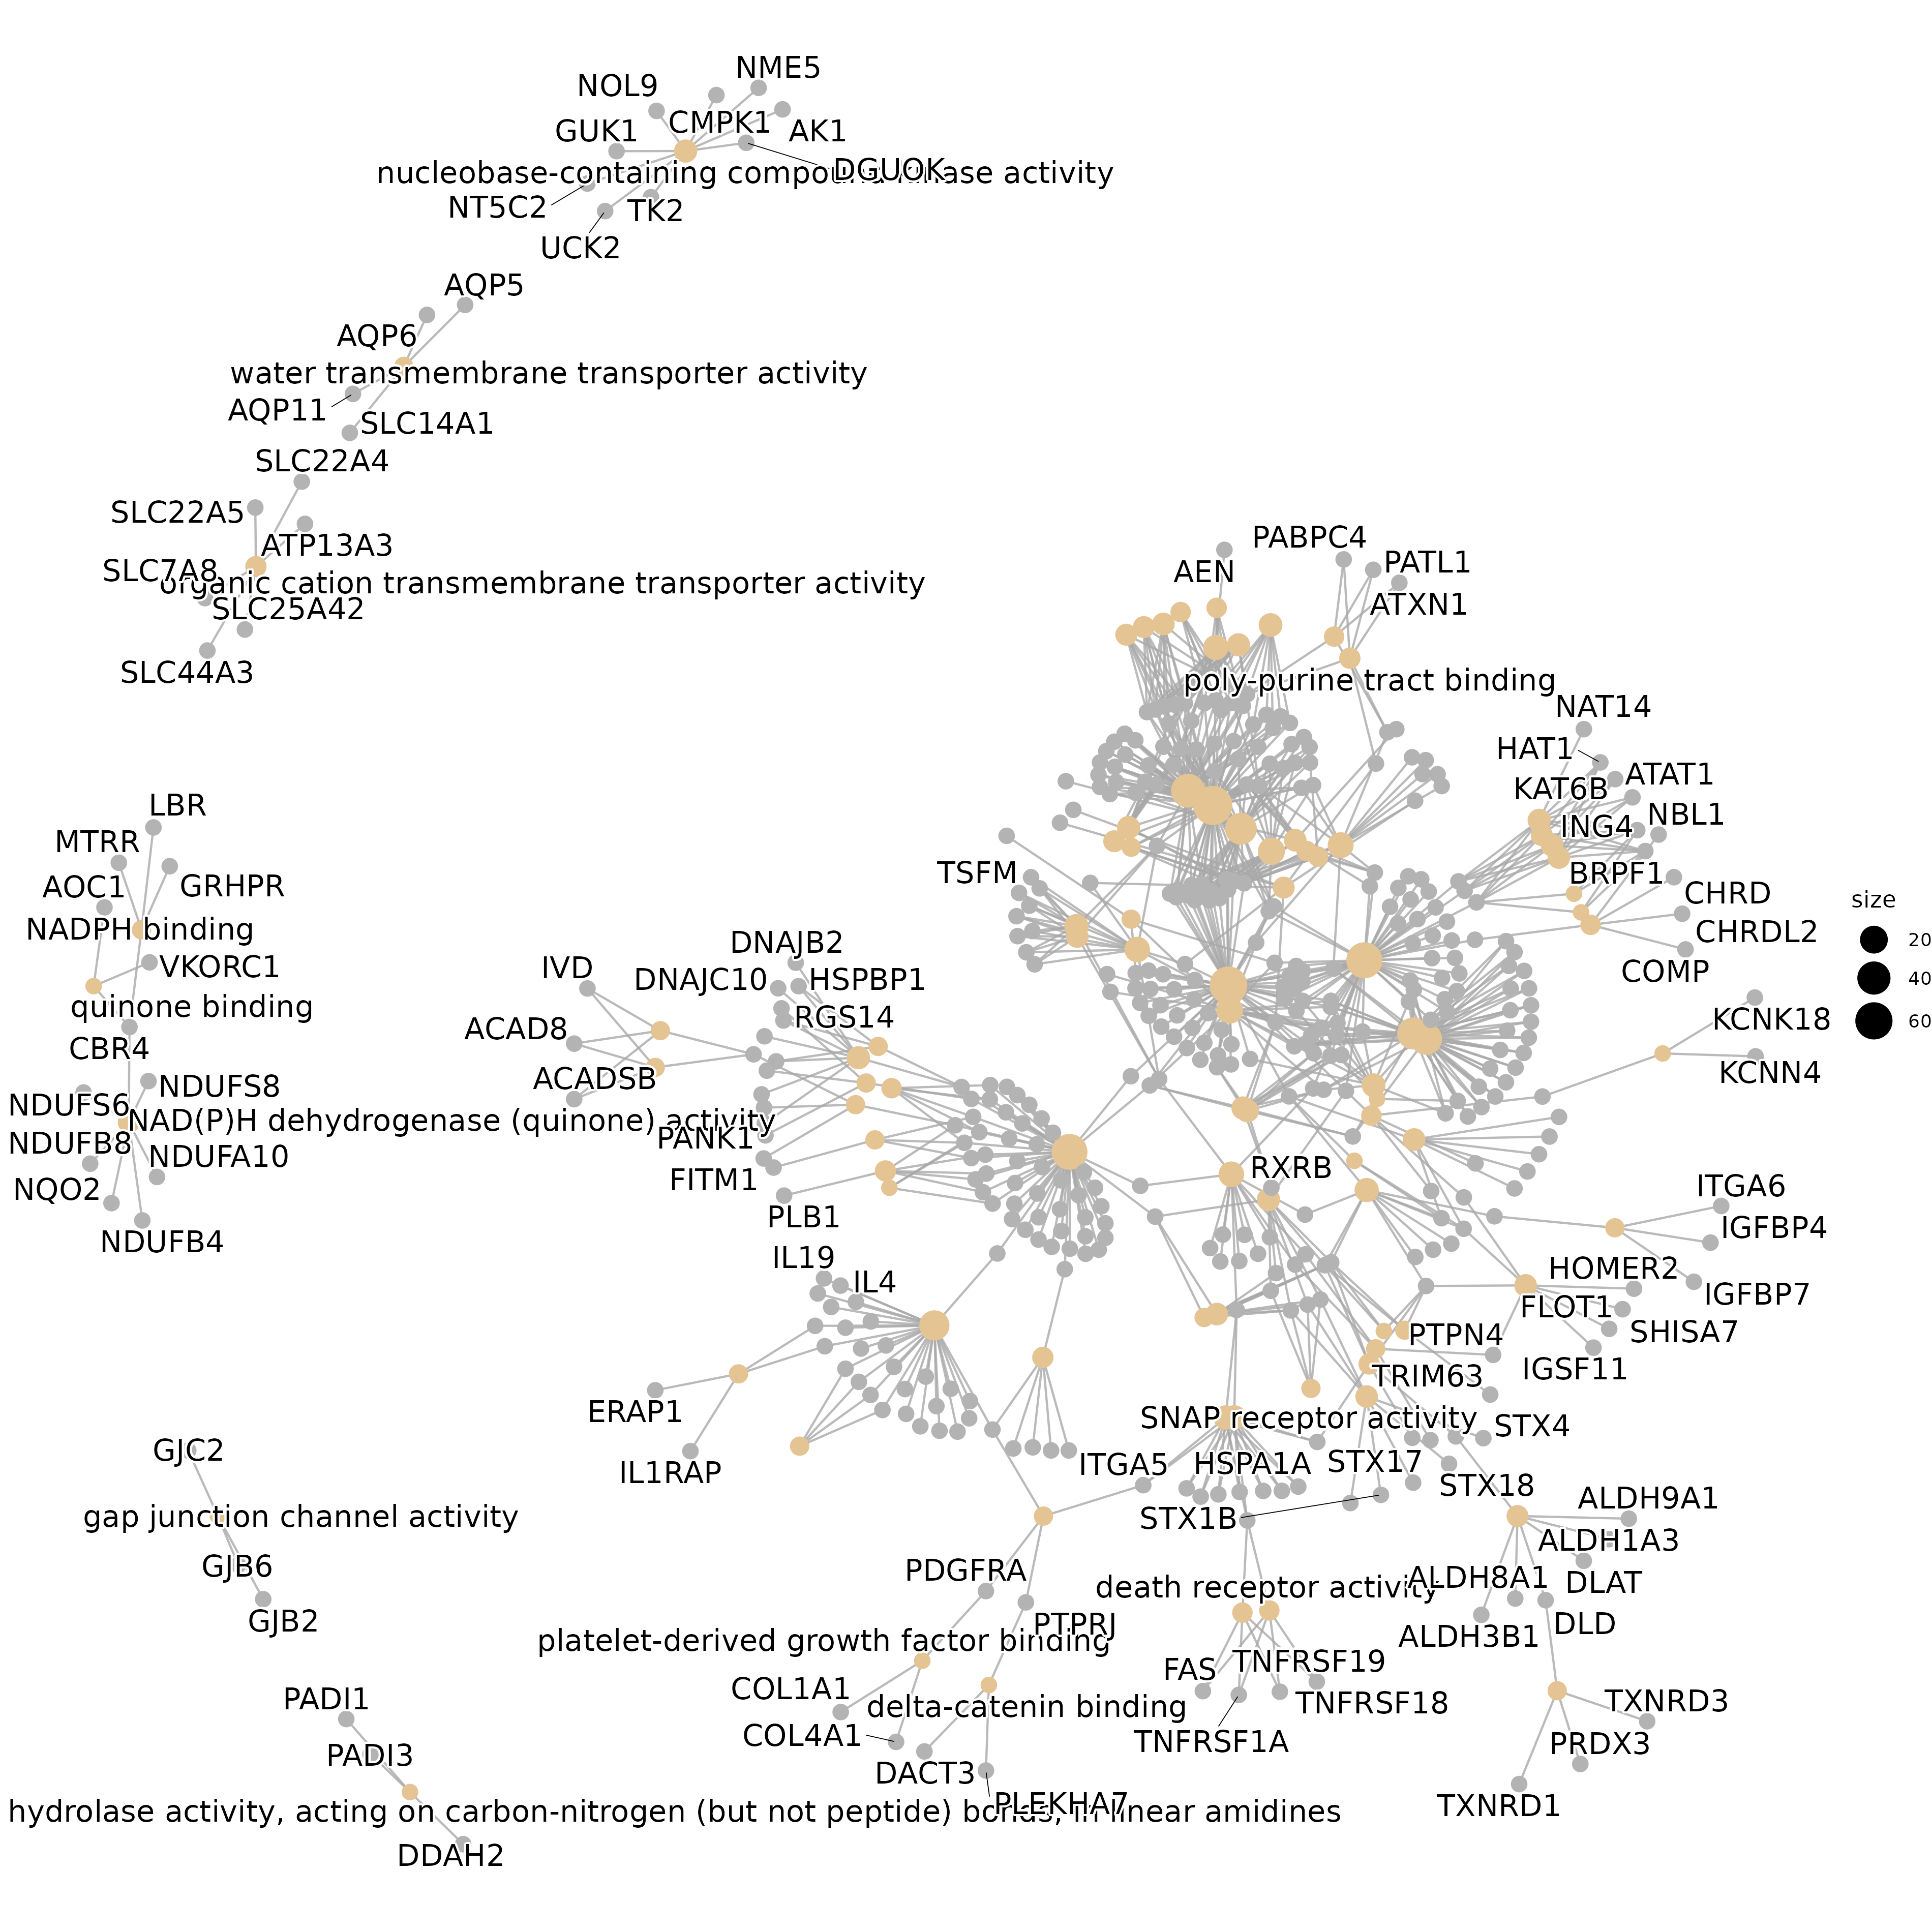 NME5
NOL9
CMPK1
GUK1
AK1
DGUOK
nucleobase-containing compound kinase activity
NT5C2
TK2
UCK2
AQP5
AQP6
water transmembrane transporter activity
AQP11
SLC14A1
SLC22A4
SLC22A5
ATP13A3
SLC7A8
organic cation transmembrane transporter activity
SLC25A42
SLC44A3
PABPC4
PATL1
AEN
ATXN1
poly-purine tract binding
NAT14
HAT1
ATAT1
KAT6B
NBL1
ING4
BRPF1
CHRD
CHRDL2
COMP
KCNK18
KCNN4
size
20
40
60
LBR
MTRR
AOC1
GRHPR
NADPH binding
VKORC1
quinone binding
CBR4
NDUFS8
NDUFS6
NAD(P)H dehydrogenase (quinone) activity
NDUFB8
NDUFA10
NQO2
NDUFB4
TSFM
DNAJB2
IVD
DNAJC10
HSPBP1
RGS14
ACAD8
ACADSB
PANK1
FITM1
PLB1
IL19
IL4
RXRB
ITGA6
IGFBP4
HOMER2
IGFBP7
FLOT1
SHISA7
PTPN4
IGSF11
TRIM63
ERAP1
IL1RAP
SNAP receptor activity
STX4
ITGA5
HSPA1A
STX17
STX18
STX1B
ALDH9A1
ALDH1A3
ALDH8A1
DLAT
DLD
ALDH3B1
GJC2
gap junction channel activity
GJB6
GJB2
PDGFRA
death receptor activity
PTPRJ
platelet-derived growth factor binding
FAS
TNFRSF19
COL1A1
delta-catenin binding
TNFRSF18
COL4A1
TNFRSF1A
DACT3
PLEKHA7
TXNRD3
PRDX3
TXNRD1
PADI1
PADI3
hydrolase activity, acting on carbon-nitrogen (but not peptide) bonds, in linear amidines
DDAH2